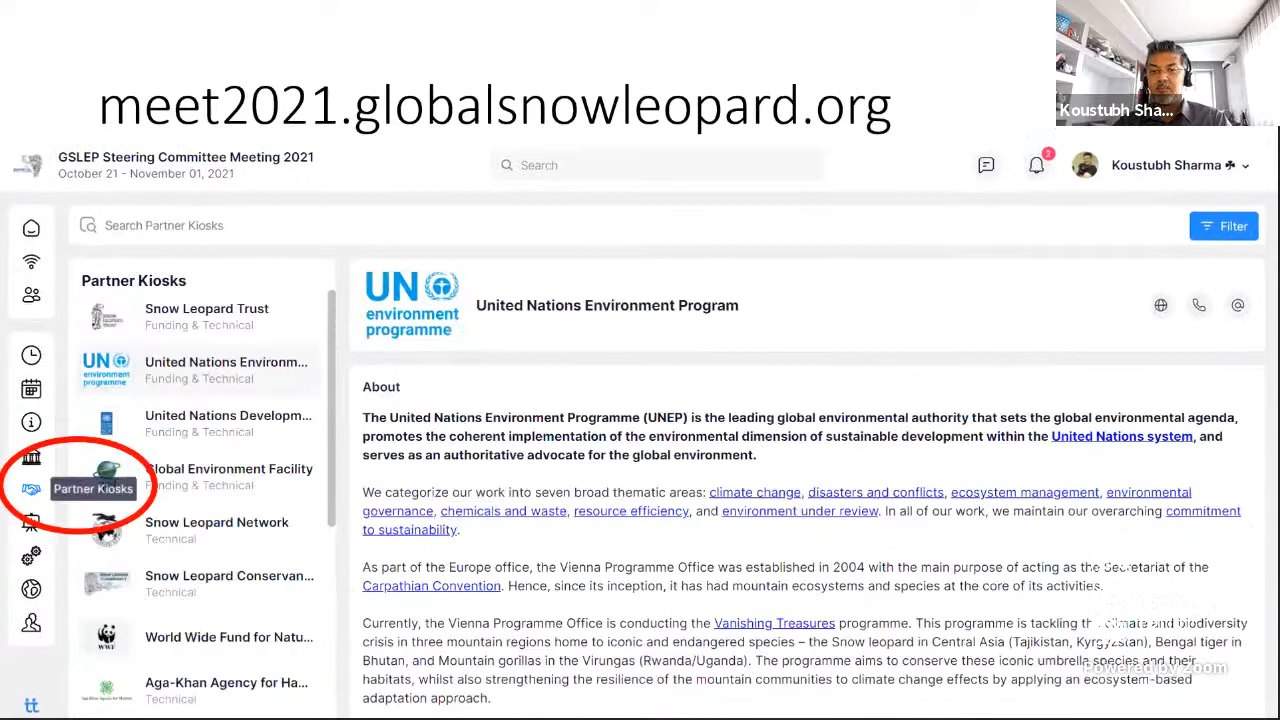 meet2021.globalsnowleopard.org
Koustubh Sha...
GSLEP Steering Committee Meeting 2021
October 21 - November 01, 2021
Search
2
Koustubh Sharma ☘
Search Partner Kiosks
Filter
Partner Kiosks
SNOW LEOPARD TRUST
Snow Leopard Trust
Funding & Technical
UN environment programme
United Nations Environm...
Funding & Technical
United Nations Developm...
Funding & Technical
Global Environment Facility
Funding & Technical
Partner Kiosks
Snow Leopard Network
Technical
Snow Leopard Conservan...
Technical
WWF
World Wide Fund for Natu...
Aga-Khan Agency for Ha...
Technical
tt
UN
environment
programme
United Nations Environment Program
About
The United Nations Environment Programme (UNEP) is the leading global environmental authority that sets the global environmental agenda,
promotes the coherent implementation of the environmental dimension of sustainable development within the United Nations system, and
serves as an authoritative advocate for the global environment.
We categorize our work into seven broad thematic areas: climate change, disasters and conflicts, ecosystem management, environmental
governance, chemicals and waste, resource efficiency, and environment under review. In all of our work, we maintain our overarching commitment
to sustainability.
As part of the Europe office, the Vienna Programme Office was established in 2004 with the main purpose of acting as the Secretariat of the
Carpathian Convention. Hence, since its inception, it has had mountain ecosystems and species at the core of its activities.
Currently, the Vienna Programme Office is conducting the Vanishing Treasures programme. This programme is tackling the climate and biodiversity
crisis in three mountain regions home to iconic and endangered species – the Snow leopard in Central Asia (Tajikistan, Kyrgyzstan), Bengal tiger in
Bhutan, and Mountain gorillas in the Virungas (Rwanda/Uganda). The programme aims to conserve these iconic umbrella species and their
habitats, whilst also strengthening the resilience of the mountain communities to climate change effects by applying an ecosystem-based
adaptation approach.
Powered by Zoom